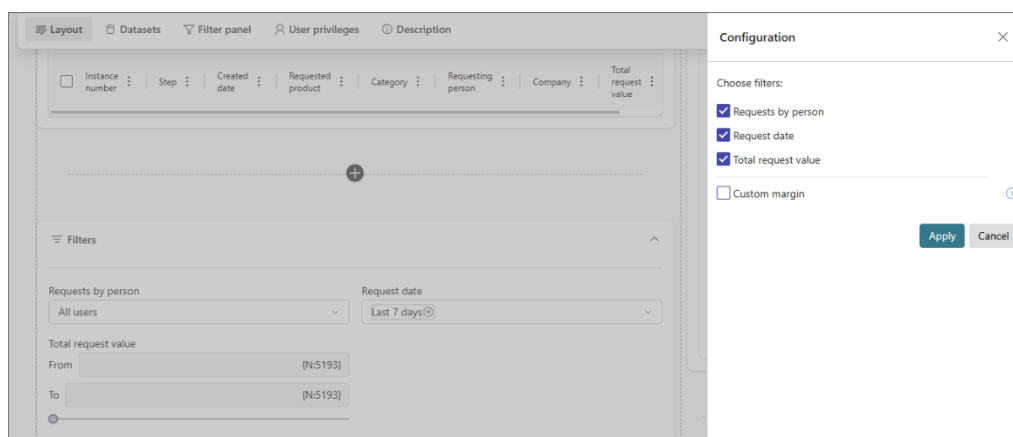 Layout Datasets Filter panel User privileges Description
Instance number Step Created date Requested product Category Requesting person Company Total request value
Filters
Requests by person Request date
All users Last 7 days
Total request value
From {N:5193}
To {N:5193}
Configuration
Choose filters:
Requests by person
Request date
Total request value
Custom margin
Apply Cancel